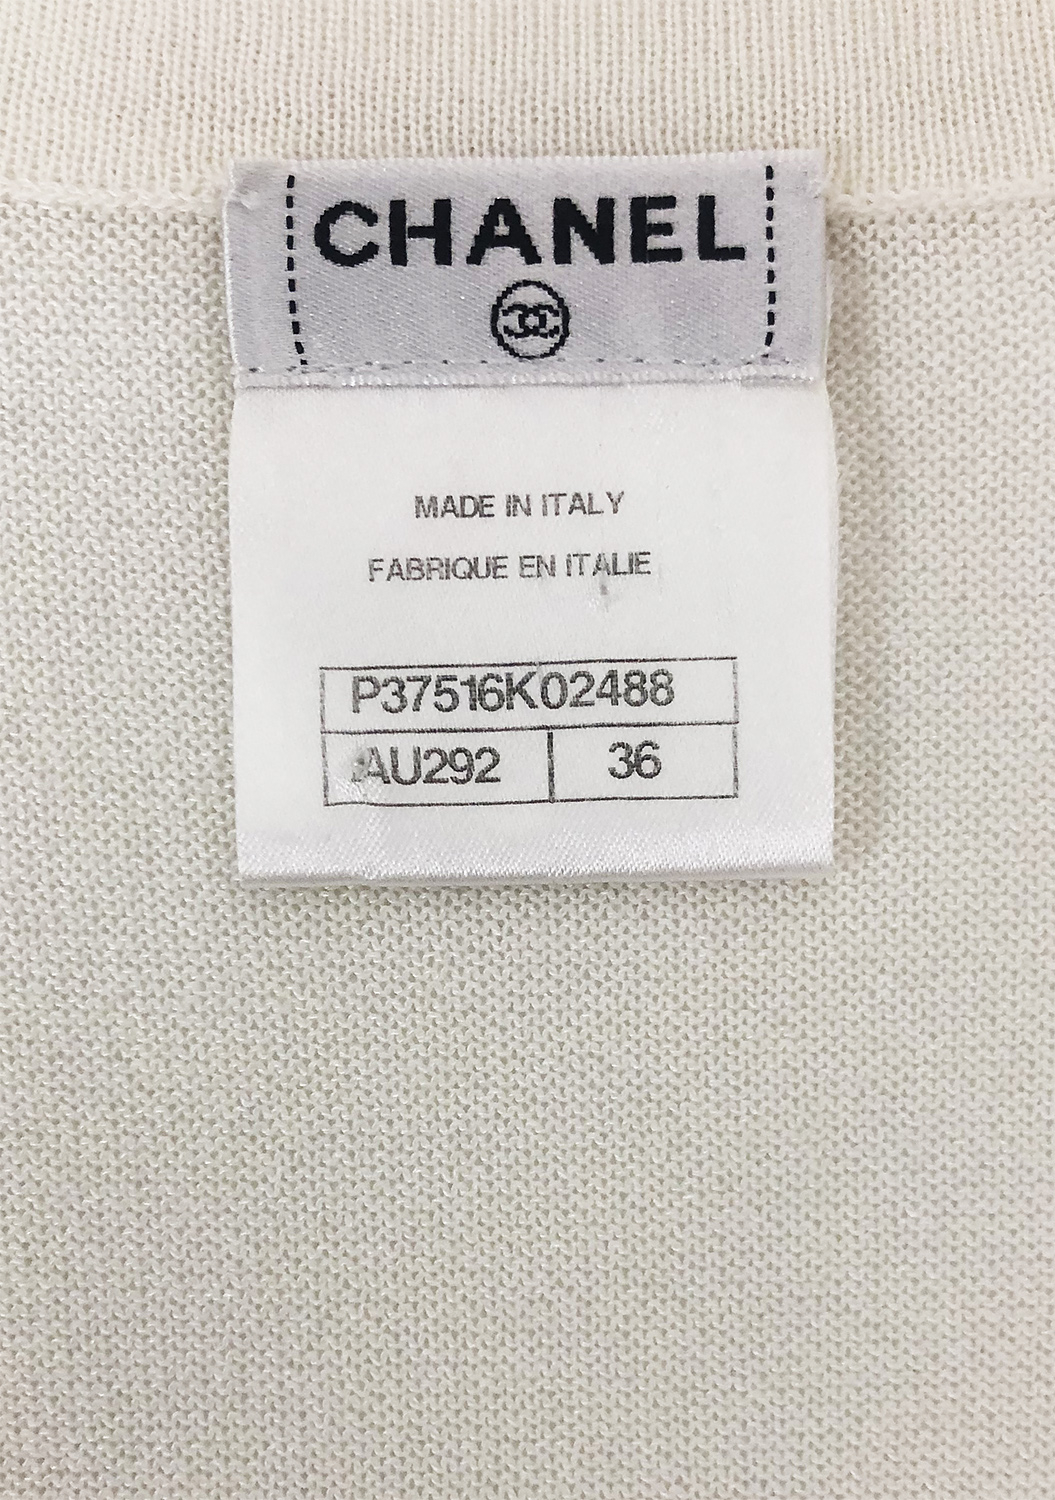 CHANEL
MADE IN ITALY
FABRIQUE EN ITALIE
P37516K02488
AU292 36